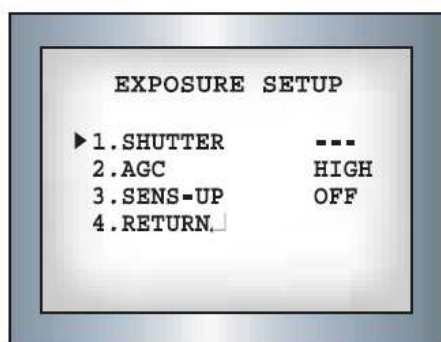 EXPOSURE SETUP
▶1.SHUTTER ---
2.AGC HIGH
3.SENS-UP OFF
4.RETURN↵